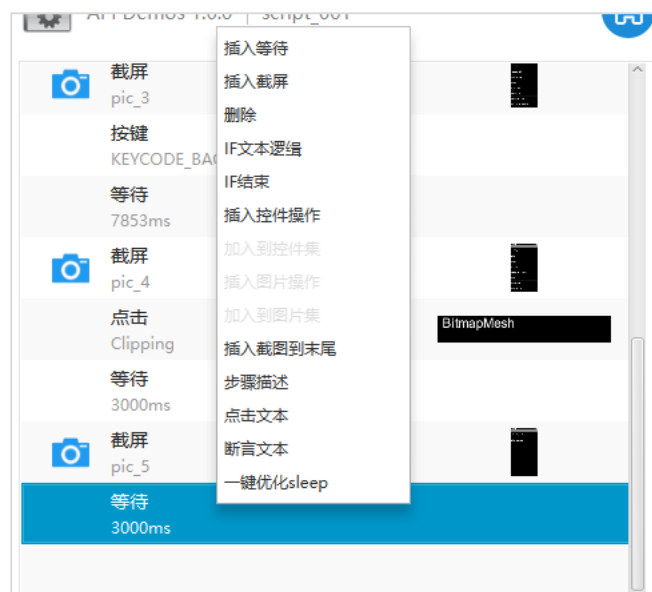 API Demos 1.0.0 | script_001
截屏
pic_3
按键
KEYCODE_BAC
等待
7853ms
截屏
pic_4
点击
Clipping
BitmapMesh
等待
3000ms
截屏
pic_5
等待
3000ms
插入等待
插入截屏
删除
IF文本逻辑
IF结束
插入控件操作
加入到控件集
插入图片操作
加入到图片集
插入截图到末尾
步骤描述
点击文本
断言文本
一键优化sleep